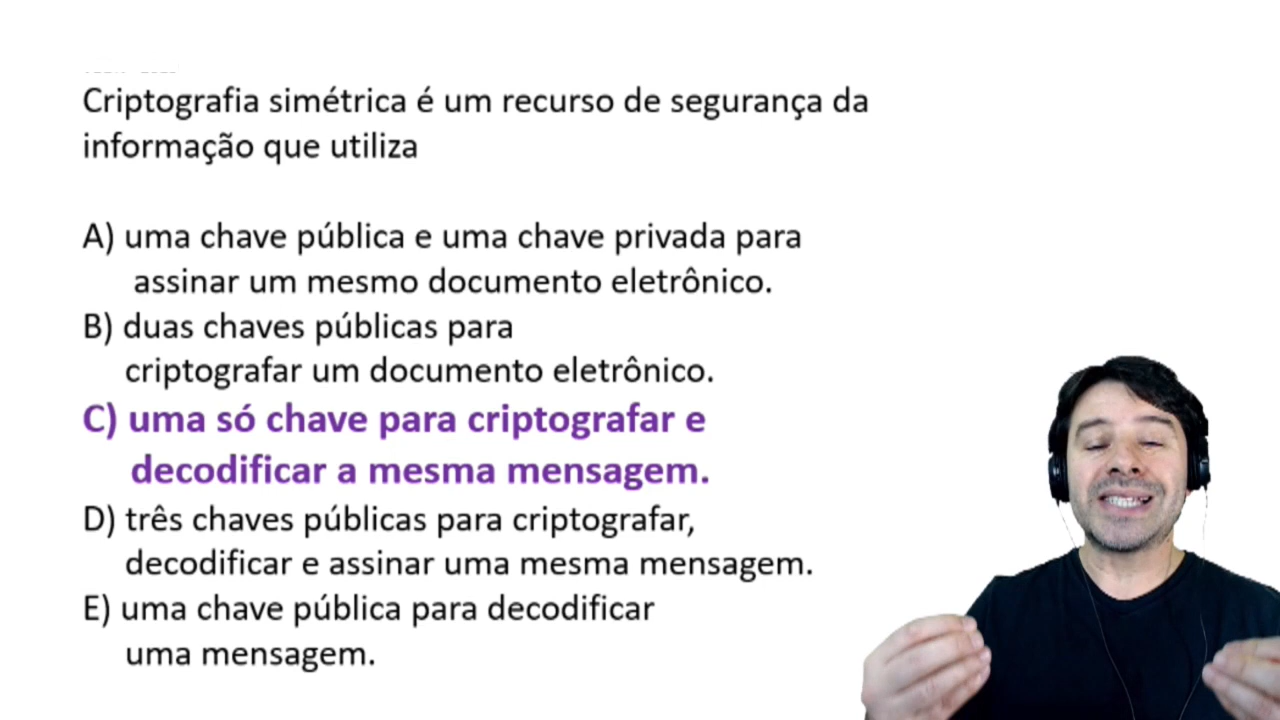 Criptografia simétrica é um recurso de segurança da
informação que utiliza
A) uma chave pública e uma chave privada para
assinar um mesmo documento eletrônico.
B) duas chaves públicas para
criptografar um documento eletrônico.
C) uma só chave para criptografar e
decodificar a mesma mensagem.
D) três chaves públicas para criptografar,
decodificar e assinar uma mesma mensagem.
E) uma chave pública para decodificar
uma mensagem.